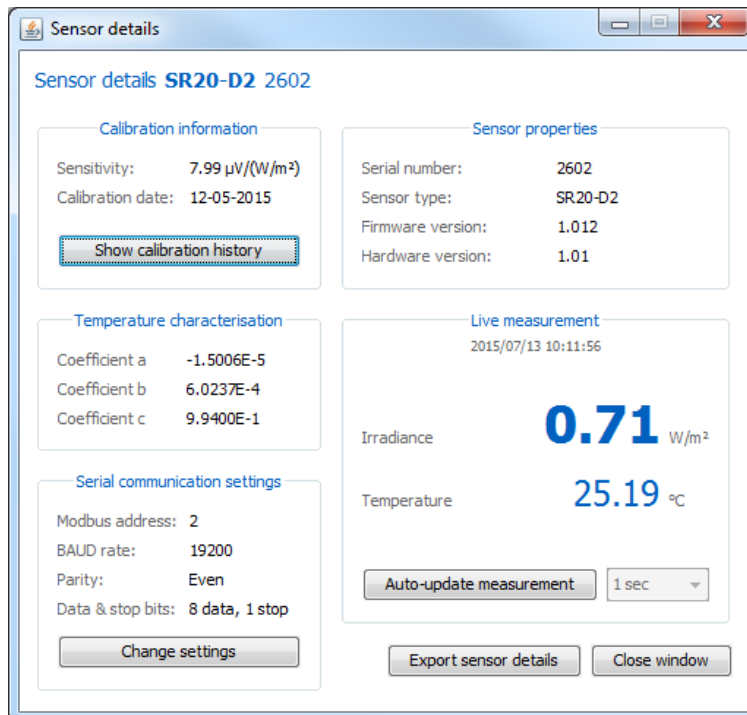 Sensor details
Sensor details SR20-D2 2602
Calibration information
Sensitivity: 7.99 µV/(W/m²)
Calibration date: 12-05-2015
Show calibration history
Sensor properties
Serial number: 2602
Sensor type: SR20-D2
Firmware version: 1.012
Hardware version: 1.01
Temperature characterisation
Coefficient a -1.5006E-5
Coefficient b 6.0237E-4
Coefficient c 9.9400E-1
Live measurement
2015/07/13 10:11:56
Irradiance 0.71 W/m²
Temperature 25.19 ºC
Auto-update measurement 1 sec
Serial communication settings
Modbus address: 2
BAUD rate: 19200
Parity: Even
Data & stop bits: 8 data, 1 stop
Change settings
Export sensor details Close window